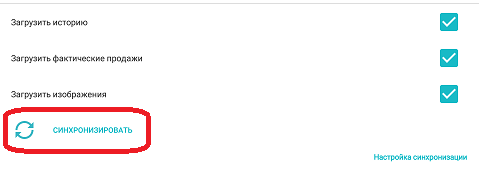 Загрузить историю
Загрузить фактические продажи
Загрузить изображения
СИНХРОНИЗИРОВАТЬ
Настройка синхронизации